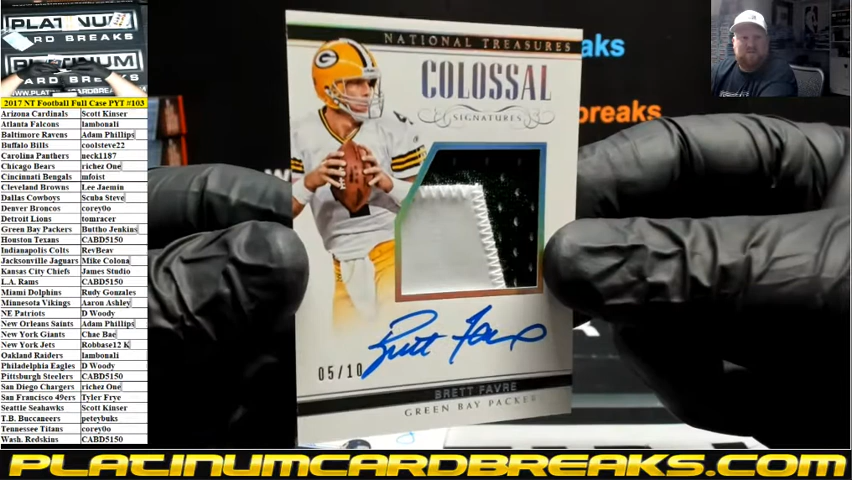 PLATINUM
CARD BREAKS
PLATINUM
CARD BREAKS
2017 NT Football Full Case PYT #103
Arizona Cardinals Scott Kinser
Atlanta Falcons lambonali
Baltimore Ravens Adam Phillips
Buffalo Bills coolsteve22
Carolina Panthers neck1187
Chicago Bears richez One
Cincinnati Bengals mfoist
Cleveland Browns Lee Jaemin
Dallas Cowboys Scuba Steve
Denver Broncos corey0o
Detroit Lions tomracer
Green Bay Packers Buttho Jenkins
Houston Texans CABD5150
Indianapolis Colts RevBeav
Jacksonville Jaguars Mike Colona
Kansas City Chiefs James Studio
L.A. Rams CABD5150
Miami Dolphins Rudy Gonzales
Minnesota Vikings Aaron Ashley
NE Patriots D Woody
New Orleans Saints Adam Phillips
New York Giants Chae Bae
New York Jets Robbase12 K
Oakland Raiders lambonali
Philadelphia Eagles D Woody
Pittsburgh Steelers CABD5150
San Diego Chargers richez One
San Francisco 49ers Tyler Frye
Seattle Seahawks Scott Kinser
T.B. Buccaneers peteybuks
Tennessee Titans corey0o
Wash. Redskins CABD5150
NATIONAL TREASURES
COLOSSAL
SIGNATURES
G
Brett Favre
05/10
BRETT FAVRE
GREEN BAY PACKERS
breaks
breaks
PLATINUMCARDBREAKS.COM